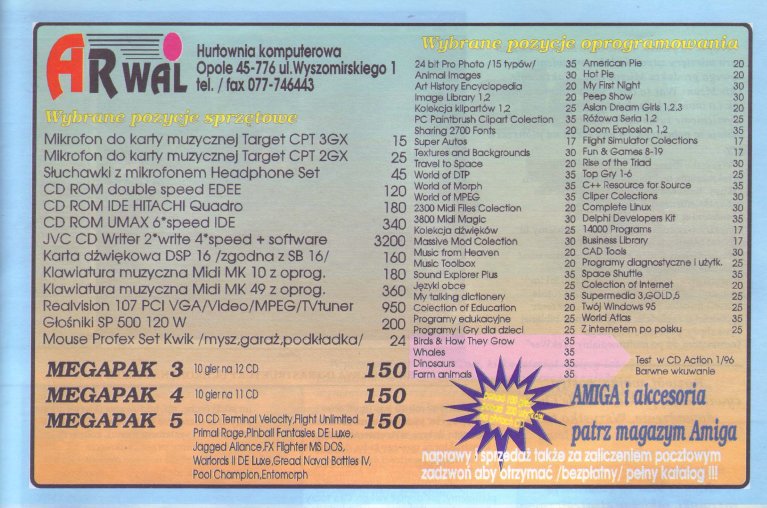 ARWAL
Hurtownia komputerowa
Opole 45-776 ul.Wyszomirskiego 1
tel. / fax 077-746443
Wybrane pozycje sprzętowe
Mikrofon do karty muzycznej Target CPT 3GX 15
Mikrofon do karty muzycznej Target CPT 2GX 25
Słuchawki z mikrofonem Headphone Set 45
CD ROM double speed EDEE 120
CD ROM IDE HITACHI Quadro 180
CD ROM UMAX 6*speed IDE 340
JVC CD Writer 2*write 4*speed + software 3200
Karta dźwiękowa DSP 16 /zgodna z SB 16/ 160
Klawiatura muzyczna Midi MK 10 z oprog. 180
Klawiatura muzyczna Midi MK 49 z oprog. 360
Realvision 107 PCI VGA/Video/MPEG/TVtuner 950
Głośniki SP 500 120 W 200
Mouse Profex Set Kwik /mysz,garaż,podkładka/ 24
MEGAPAK 3 10 gier na 12 CD 150
MEGAPAK 4 10 gier na 11 CD 150
MEGAPAK 5 10 CD Terminal Velocity,Flight Unlimited 150
Primal Rage,Pinball Fantasies DE Luxe,
Jagged Aliance,FX Flighter MS DOS,
Warlords II DE Luxe,Gread Naval Battles IV,
Pool Champion,Entomorph
Wybrane pozycje oprogramowania
24 bit Pro Photo /15 typów/ 35
Animal Images 30
Art History Encyclopedia 20
Image Library 1,2 20
Kolekcja kilpartów 1,2 25
PC Paintbrush Clipart Colection 35
Sharing 2700 Fonts 20
Super Autos 17
Textures and Backgrounds 30
Travel to Space 20
World of DTP 35
World of Morph 35
World of MPEG 35
2300 Midi Files Colection 20
3800 Midi Magic 30
Kolekcja dźwięków 25
Massive Mod Colection 30
Music from Heaven 20
Music Toolbox 20
Sound Explorer Plus 35
Języki obce 25
My talking dictionery 35
Colection of Education 20
Programy edukacyjne 25
Programy i Gry dla dzieci 25
Birds & How They Grow 35
Whales 35
Dinosaurs 35
Farm animals 35
American Pie 20
Hot Pie 20
My First Night 30
Peep Show 30
Asian Dream Girls 1,2,3 20
Różowa Seria 1,2 25
Doom Explosion 1,2 35
Flight Simulator Colections 17
Fun & Games 8-19 17
Rise of the Triad 30
Top Gry 1-6 25
C++ Resource for Source 35
Cliper Colections 30
Complete Linux 30
Delphi Developers Kit 35
14000 Programs 17
Business Library 17
CAD Tools 30
Programy diagnostyczne i użytk. 25
Space Shuttle 35
Colection of Internet 20
Supermedia 3,GOLD,5 25
Twój Windows 95 25
World Atlas 35
Z internetem po polsku 25
Test w CD Action 1/96
Barwne wkuwanie
AMIGA i akcesoria
patrz magazym Amiga
naprawy i sprzedaż także za zaliczeniem pocztowym
zadzwoń aby otrzymać /bezpłatny/ pełny katalog !!!